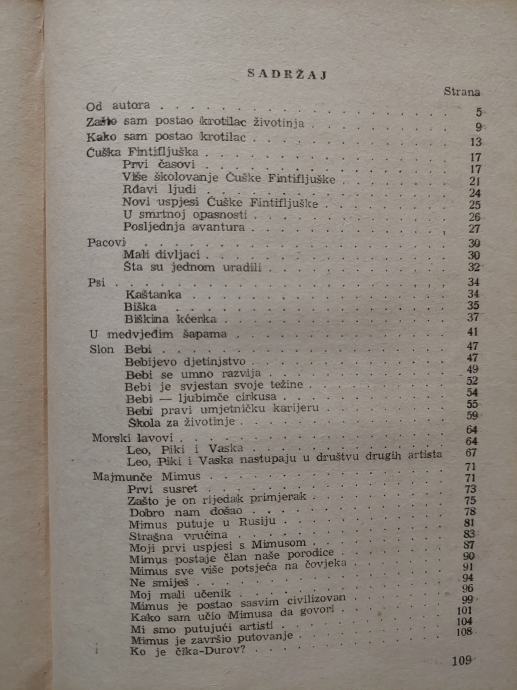 SADRŽAJ
Strana
Od autora 5
Zašto sam postao krotilac životinja 9
Kako sam postao krotilac 13
Ćuška Fintifljuška 17
Prvi časovi 17
Više školovanje Ćuške Fintifljuške 21
Rđavi ljudi 24
Novi uspjesi Ćuške Fintifljuške 25
U smrtnoj opasnosti 26
Posljednja avantura 27
Pacovi 30
Mali divljaci 30
Šta su jednom uradili 32
Psi 34
Kaštanka 34
Biška 35
Biškina kćerka 37
U medvjeđim šapama 41
Slon Bebi 47
Bebijevo djetinjstvo 47
Bebi se umno razvija 49
Bebi je svjestan svoje težine 52
Bebi — ljubimče cirkusa 54
Bebi pravi umjetničku karijeru 55
Škola za životinje 59
Morski lavovi 64
Leo, Piki i Vaska 64
Leo, Piki i Vaska nastupaju u društvu drugih artista 67
Majmunče Mimus 71
Prvi susret 71
Zašto je on rijedak primjerak 73
Dobro nam došao 75
Mimus putuje u Rusiju 78
Strašna vrućina 81
Moji prvi uspjesi s Mimusom 83
Mimus postaje član naše porodice 87
Mimus sve više potsjeća na čovjeka 90
Ne smiješ 91
Moj mali učenik 94
Mimus je postao sasvim civilizovan 96
Kako sam učio Mimusa da govori 99
Mi smo putujući artisti 101
Mimus je završio putovanje 104
Ko je čika-Durov? 108
109